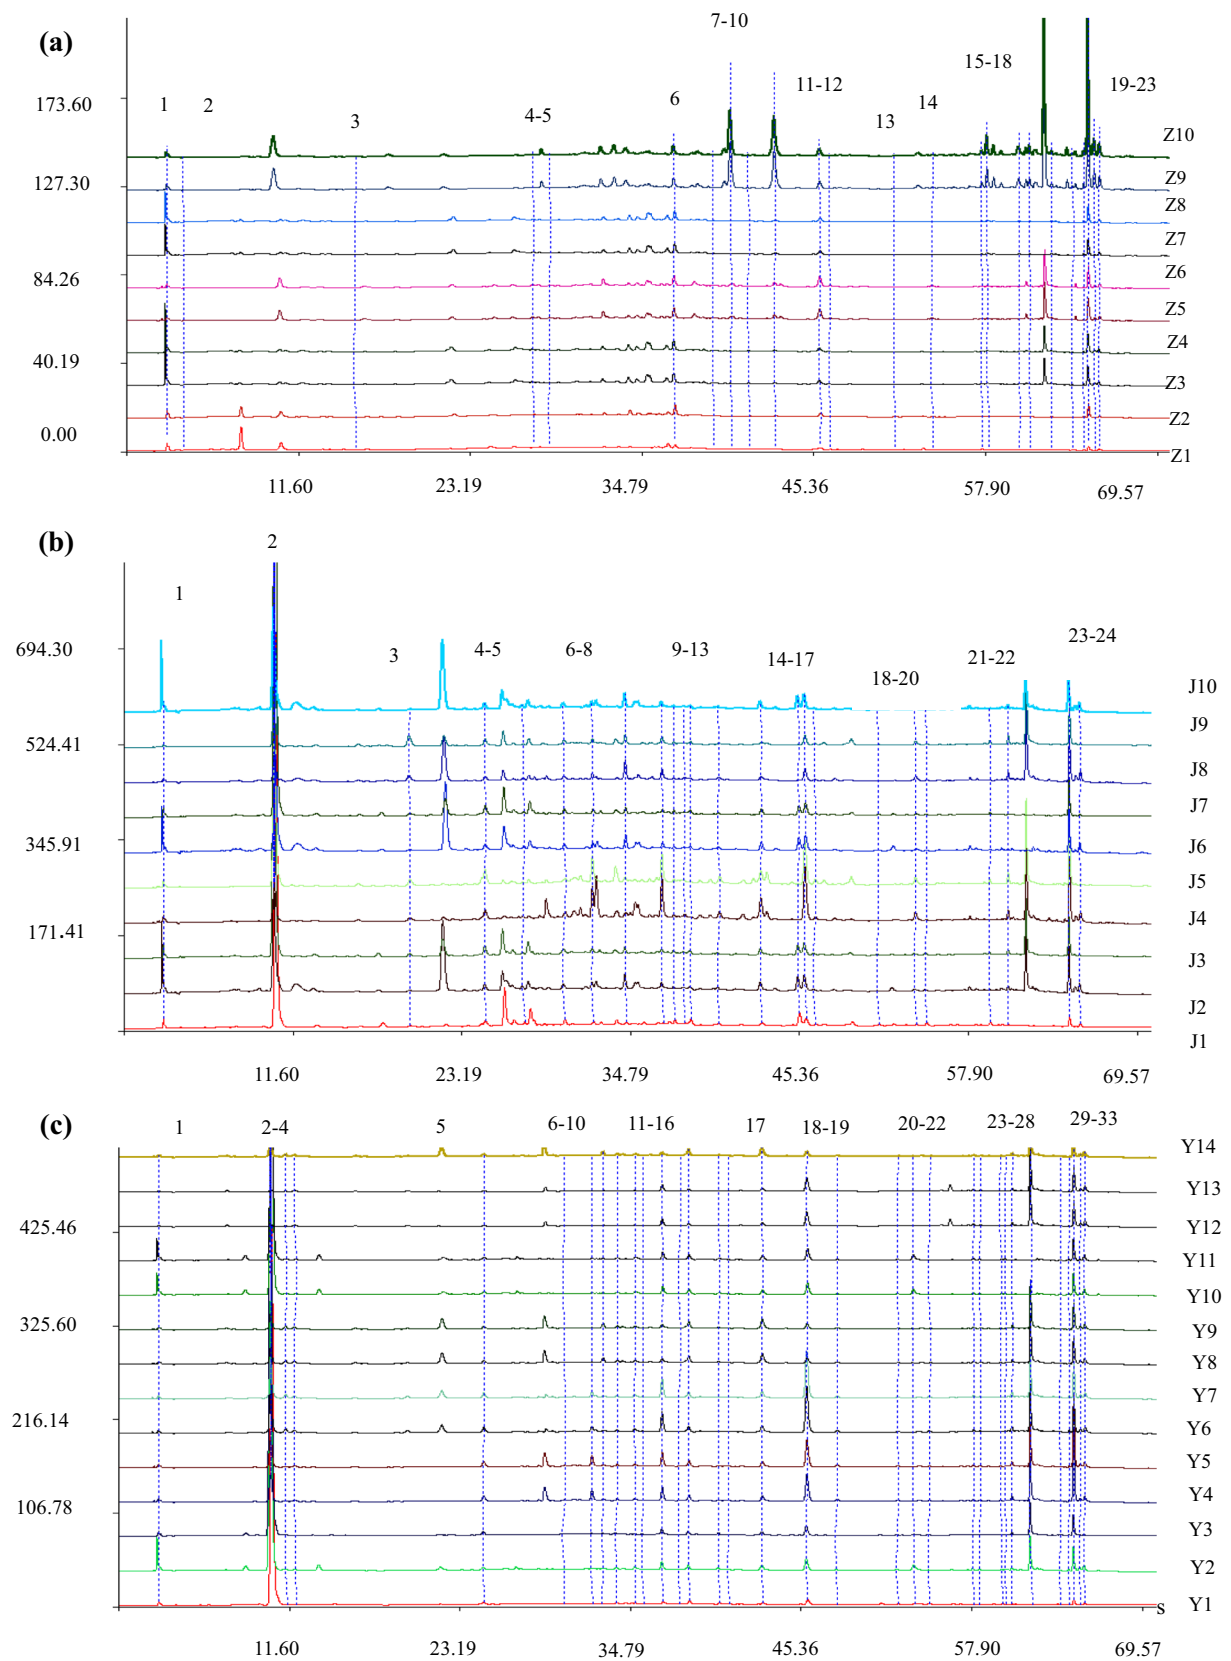 (a)
7-10
15-18
173.60
1
2
3
4-5
6
11-12
13
14
19-23
Z10
127.30
Z9
Z8
Z7
84.26
Z6
Z5
Z4
40.19
Z3
Z2
0.00
Z1
11.60
23.19
34.79
45.36
57.90
69.57
(b)
2
1
694.30
3
4-5
6-8
9-13
14-17
18-20
21-22
23-24
J10
J9
524.41
J8
J7
345.91
J6
J5
J4
171.41
J3
J2
J1
11.60
23.19
34.79
45.36
57.90
69.57
(c)
1
2-4
5
6-10
11-16
17
18-19
20-22
23-28
29-33
Y14
Y13
425.46
Y12
Y11
Y10
325.60
Y9
Y8
Y7
216.14
Y6
Y5
106.78
Y4
Y3
Y2
Y1
s
11.60
23.19
34.79
45.36
57.90
69.57